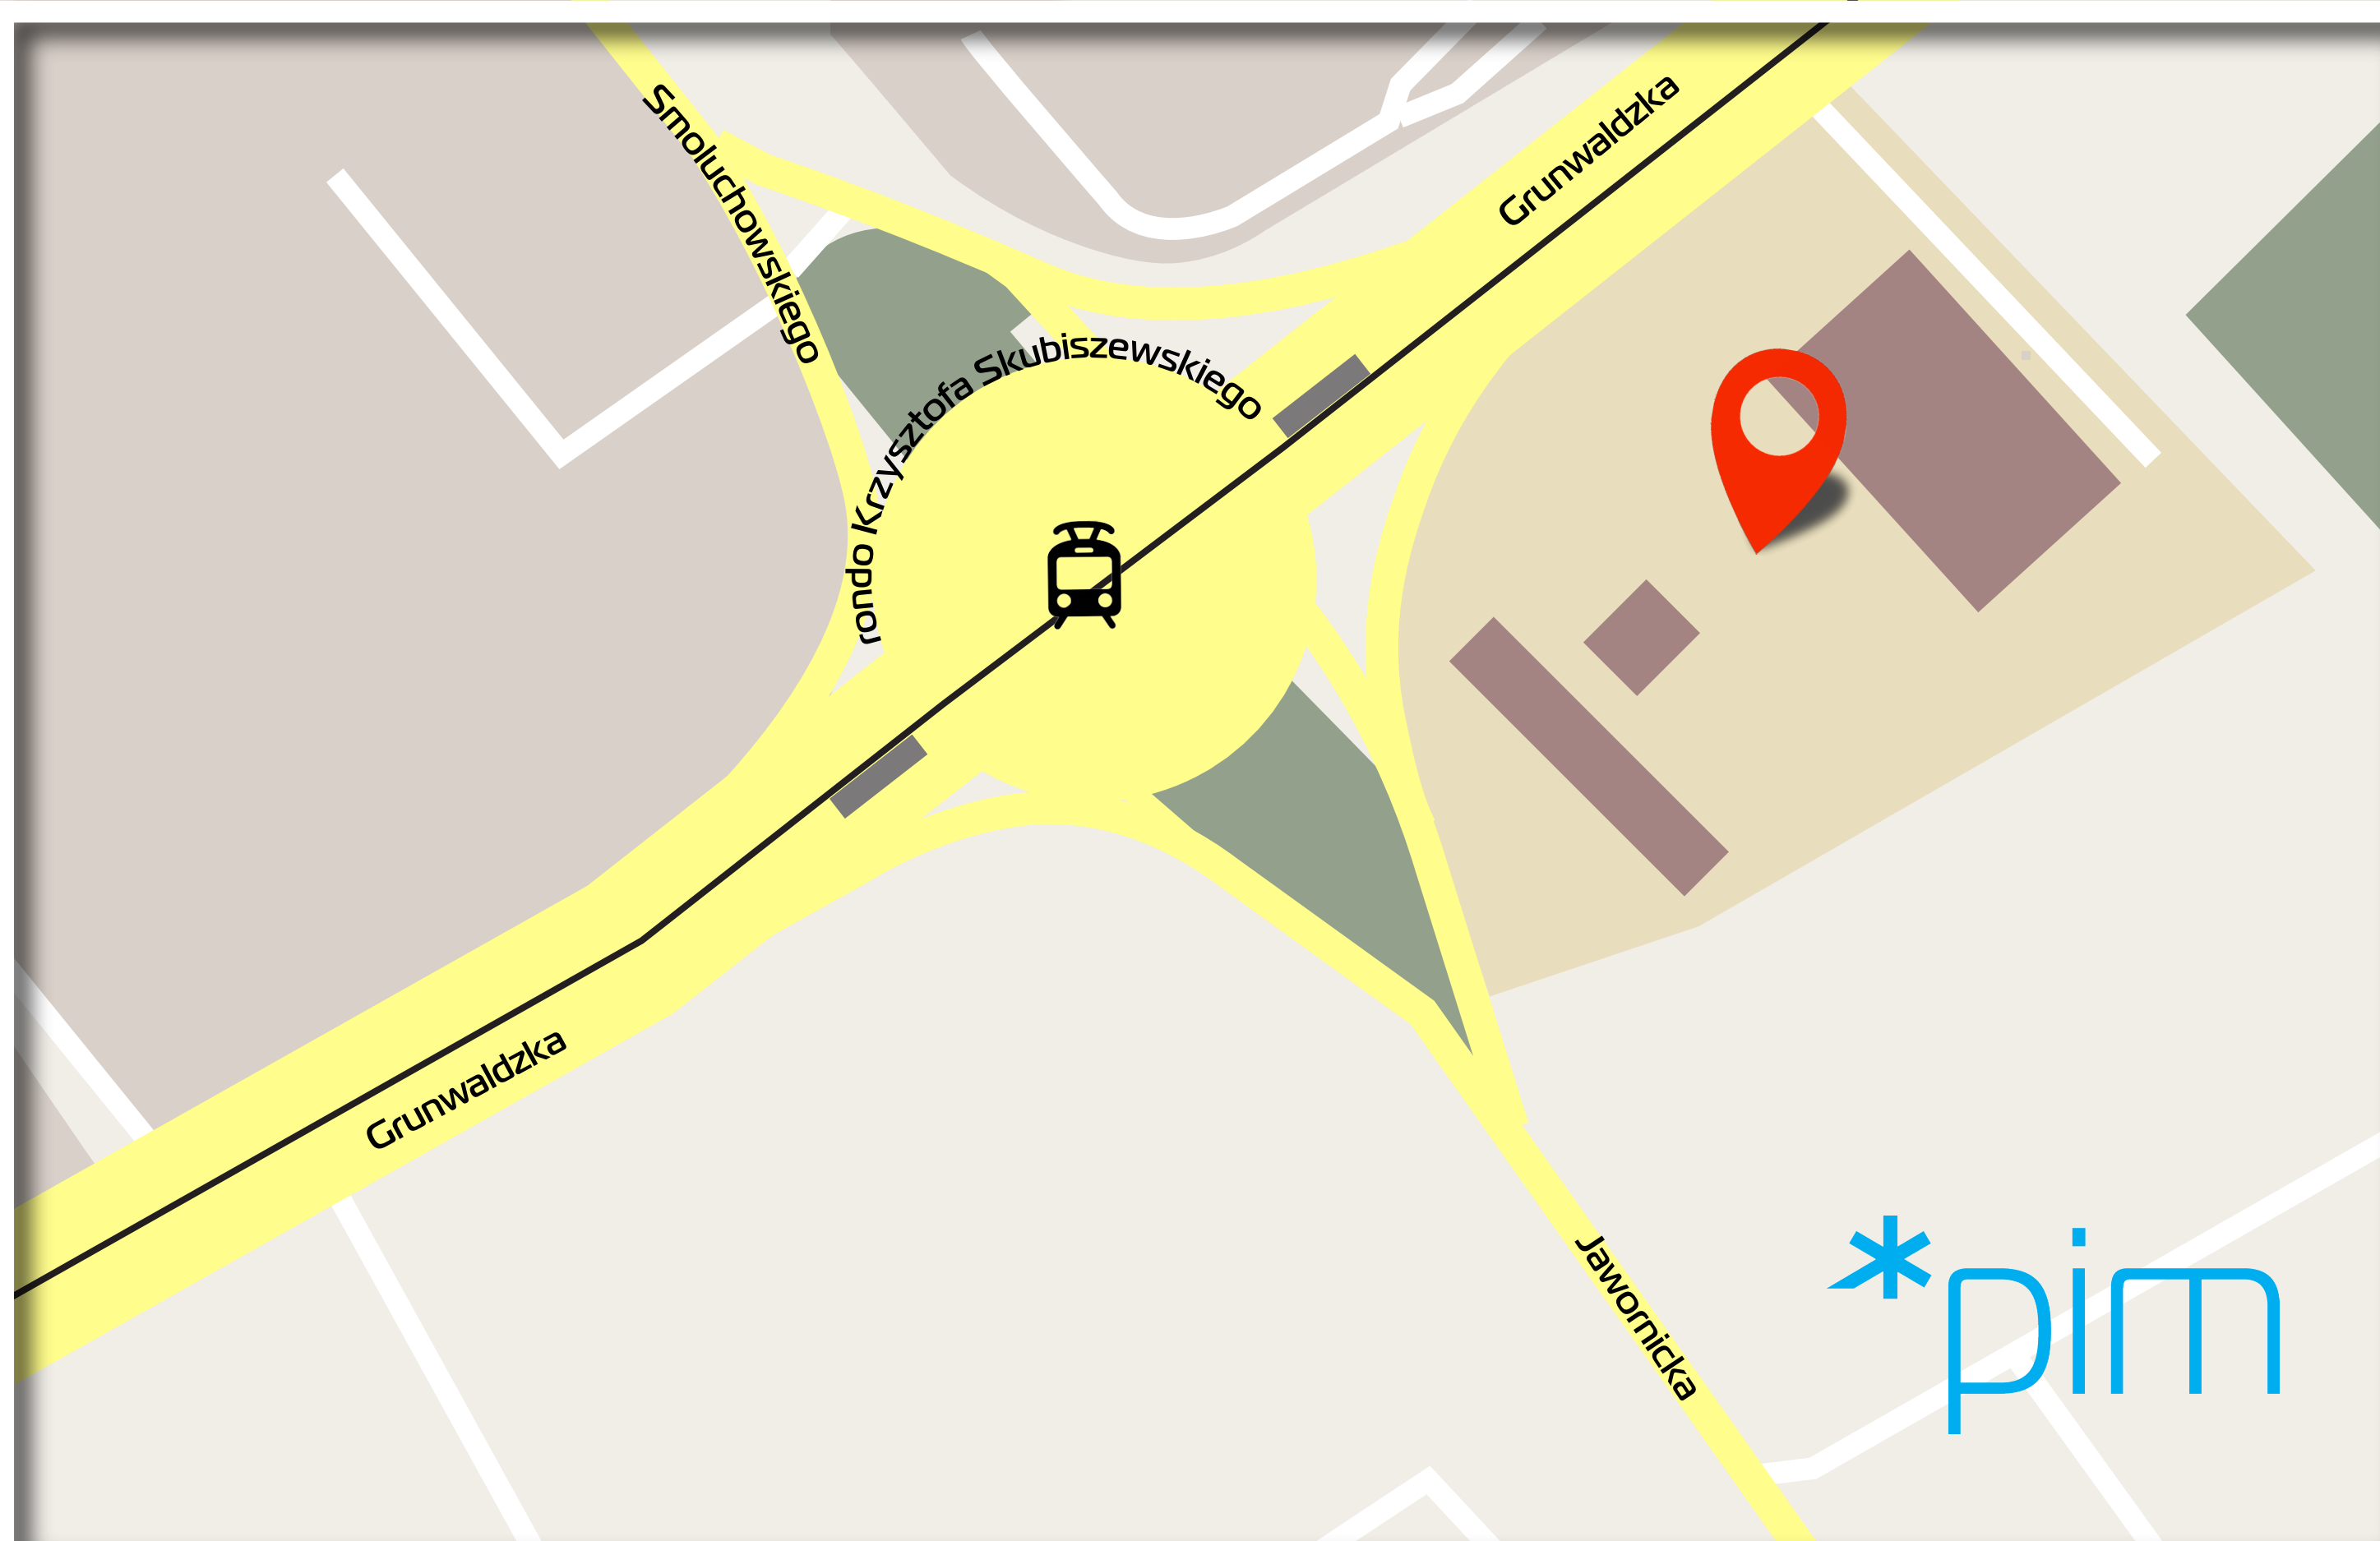 Smoluchowskiego
Grunwaldzka
rondo Krzysztofa Skubiszewskiego
Grunwaldzka
Jawornicka
*pim